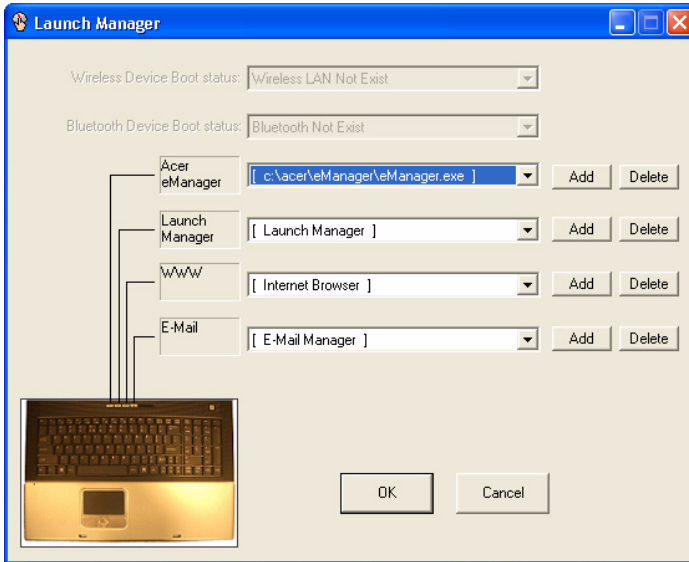 Launch Manager
Wireless Device Boot status: Wireless LAN Not Exist
Bluetooth Device Boot status: Bluetooth Not Exist
Acer
eManager
[ c:\acer\eManager\eManager.exe ]
Add Delete
Launch
Manager
[ Launch Manager ]
Add Delete
WWW
[ Internet Browser ]
Add Delete
E-Mail
[ E-Mail Manager ]
Add Delete
OK Cancel